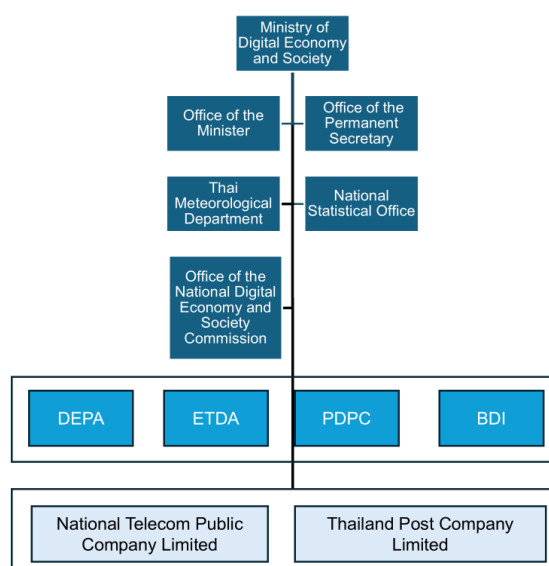 Ministry of
Digital Economy
and Society
Office of the
Minister
Office of the
Permanent
Secretary
Thai
Meteorological
Department
National
Statistical Office
Office of the
National Digital
Economy and
Society
Commission
DEPA
ETDA
PDPC
BDI
National Telecom Public
Company Limited
Thailand Post Company
Limited